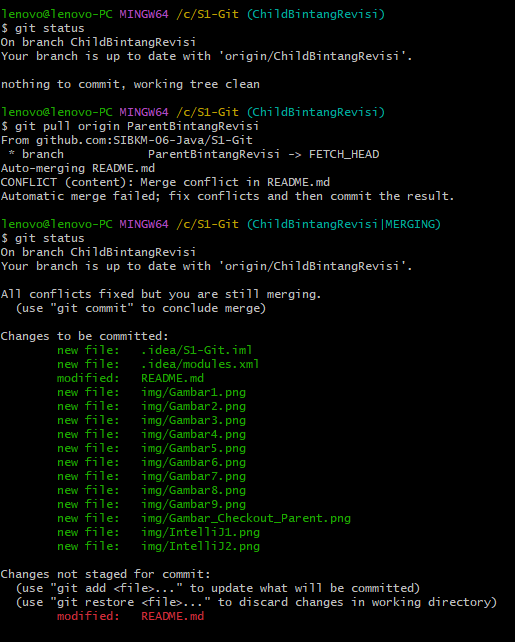 lenovo@lenovo-PC MINGW64 /c/S1-Git (ChildBintangRevisi)
$ git status
On branch ChildBintangRevisi
Your branch is up to date with 'origin/ChildBintangRevisi'.
nothing to commit, working tree clean
lenovo@lenovo-PC MINGW64 /c/S1-Git (ChildBintangRevisi)
$ git pull origin ParentBintangRevisi
From github.com:SIBKM-06-Java/S1-Git
 * branch            ParentBintangRevisi -> FETCH_HEAD
Auto-merging README.md
CONFLICT (content): Merge conflict in README.md
Automatic merge failed; fix conflicts and then commit the result.
lenovo@lenovo-PC MINGW64 /c/S1-Git (ChildBintangRevisi|MERGING)
$ git status
On branch ChildBintangRevisi
Your branch is up to date with 'origin/ChildBintangRevisi'.
All conflicts fixed but you are still merging.
  (use "git commit" to conclude merge)
Changes to be committed:
        new file:   .idea/S1-Git.iml
        new file:   .idea/modules.xml
        modified:   README.md
        new file:   img/Gambar1.png
        new file:   img/Gambar2.png
        new file:   img/Gambar3.png
        new file:   img/Gambar4.png
        new file:   img/Gambar5.png
        new file:   img/Gambar6.png
        new file:   img/Gambar7.png
        new file:   img/Gambar8.png
        new file:   img/Gambar9.png
        new file:   img/Gambar_Checkout_Parent.png
        new file:   img/IntelliJ1.png
        new file:   img/IntelliJ2.png
Changes not staged for commit:
  (use "git add <file>..." to update what will be committed)
  (use "git restore <file>..." to discard changes in working directory)
        modified:   README.md